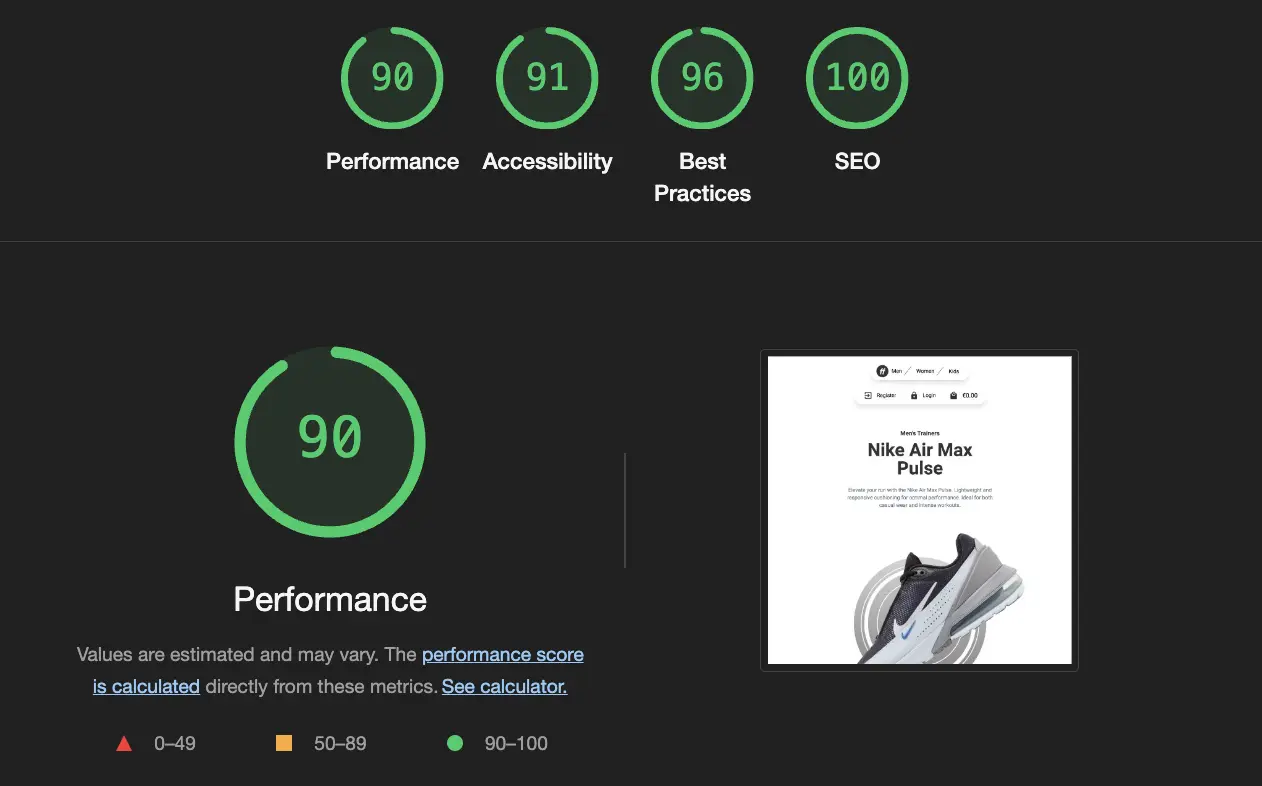 90
91
96
100
Performance
Accessibility
Best
Practices
SEO
90
Performance
Values are estimated and may vary. The performance score
is calculated directly from these metrics. See calculator.
0–49
50–89
90–100
Men
Women
Kids
Register
Login
€0.00
Men's Trainers
Nike Air Max
Pulse
Elevate your run with the Nike Air Max Pulse. Lightweight and
responsive cushioning for optimal performance. Ideal for both
casual wear and intense workouts.